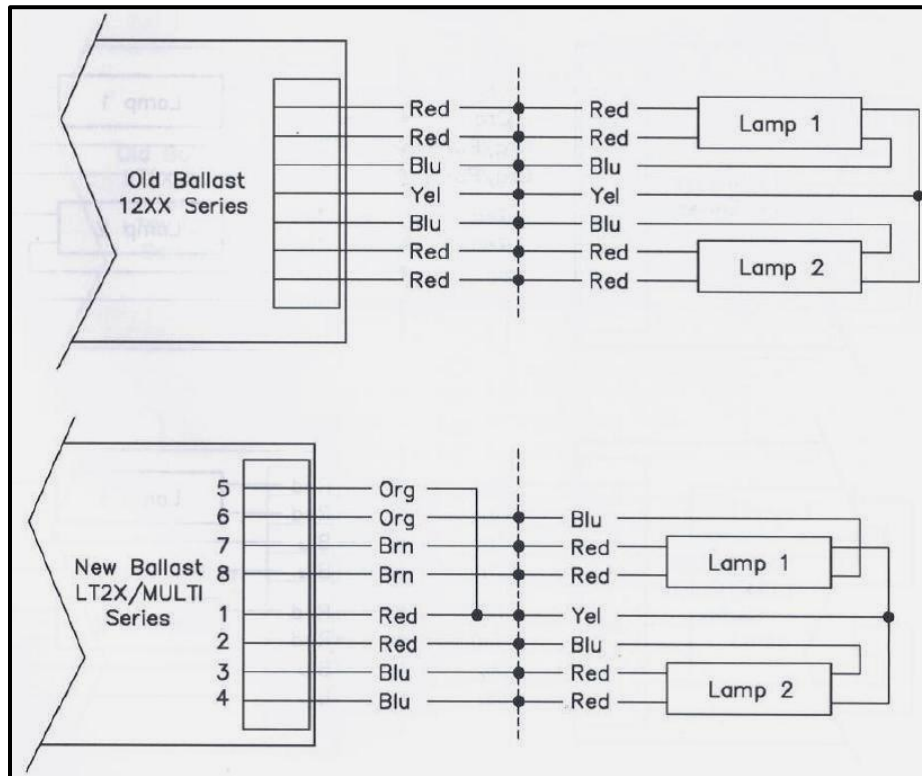 Red Red Lamp 1
Red Red
Blu Blu
Old Ballast
12XX Series
Yel Yel
Blu Blu
Red Red Lamp 2
Red Red
5 Org
6 Org Blu
7 Brn Red Lamp 1
New Ballast
LT2X/MULTI
Series
8 Brn Red
1 Red Yel
2 Red Blu
3 Blu Red Lamp 2
4 Blu Red